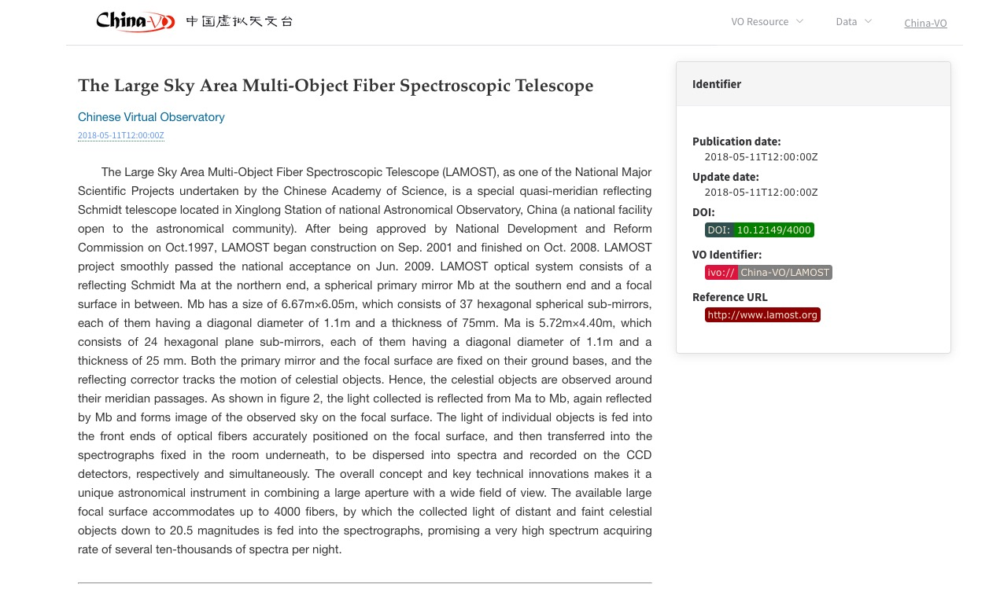 China-VO 中国虚拟天文台
VO Resource
Data
China-VO
The Large Sky Area Multi-Object Fiber Spectroscopic Telescope
Chinese Virtual Observatory
2018-05-11T12:00:00Z
The Large Sky Area Multi-Object Fiber Spectroscopic Telescope (LAMOST), as one of the National Major
Scientific Projects undertaken by the Chinese Academy of Science, is a special quasi-meridian reflecting
Schmidt telescope located in Xinglong Station of national Astronomical Observatory, China (a national facility
open to the astronomical community). After being approved by National Development and Reform
Commission on Oct.1997, LAMOST began construction on Sep. 2001 and finished on Oct. 2008. LAMOST
project smoothly passed the national acceptance on Jun. 2009. LAMOST optical system consists of a
reflecting Schmidt Ma at the northern end, a spherical primary mirror Mb at the southern end and a focal
surface in between. Mb has a size of 6.67m×6.05m, which consists of 37 hexagonal spherical sub-mirrors,
each of them having a diagonal diameter of 1.1m and a thickness of 75mm. Ma is 5.72m×4.40m, which
consists of 24 hexagonal plane sub-mirrors, each of them having a diagonal diameter of 1.1m and a
thickness of 25 mm. Both the primary mirror and the focal surface are fixed on their ground bases, and the
reflecting corrector tracks the motion of celestial objects. Hence, the celestial objects are observed around
their meridian passages. As shown in figure 2, the light collected is reflected from Ma to Mb, again reflected
by Mb and forms image of the observed sky on the focal surface. The light of individual objects is fed into
the front ends of optical fibers accurately positioned on the focal surface, and then transferred into the
spectrographs fixed in the room underneath, to be dispersed into spectra and recorded on the CCD
detectors, respectively and simultaneously. The overall concept and key technical innovations makes it a
unique astronomical instrument in combining a large aperture with a wide field of view. The available large
focal surface accommodates up to 4000 fibers, by which the collected light of distant and faint celestial
objects down to 20.5 magnitudes is fed into the spectrographs, promising a very high spectrum acquiring
rate of several ten-thousands of spectra per night.
Identifier
Publication date:
2018-05-11T12:00:00Z
Update date:
2018-05-11T12:00:00Z
DOI:
DOI: 10.12149/4000
VO Identifier:
ivo:// China-VO/LAMOST
Reference URL
http://www.lamost.org